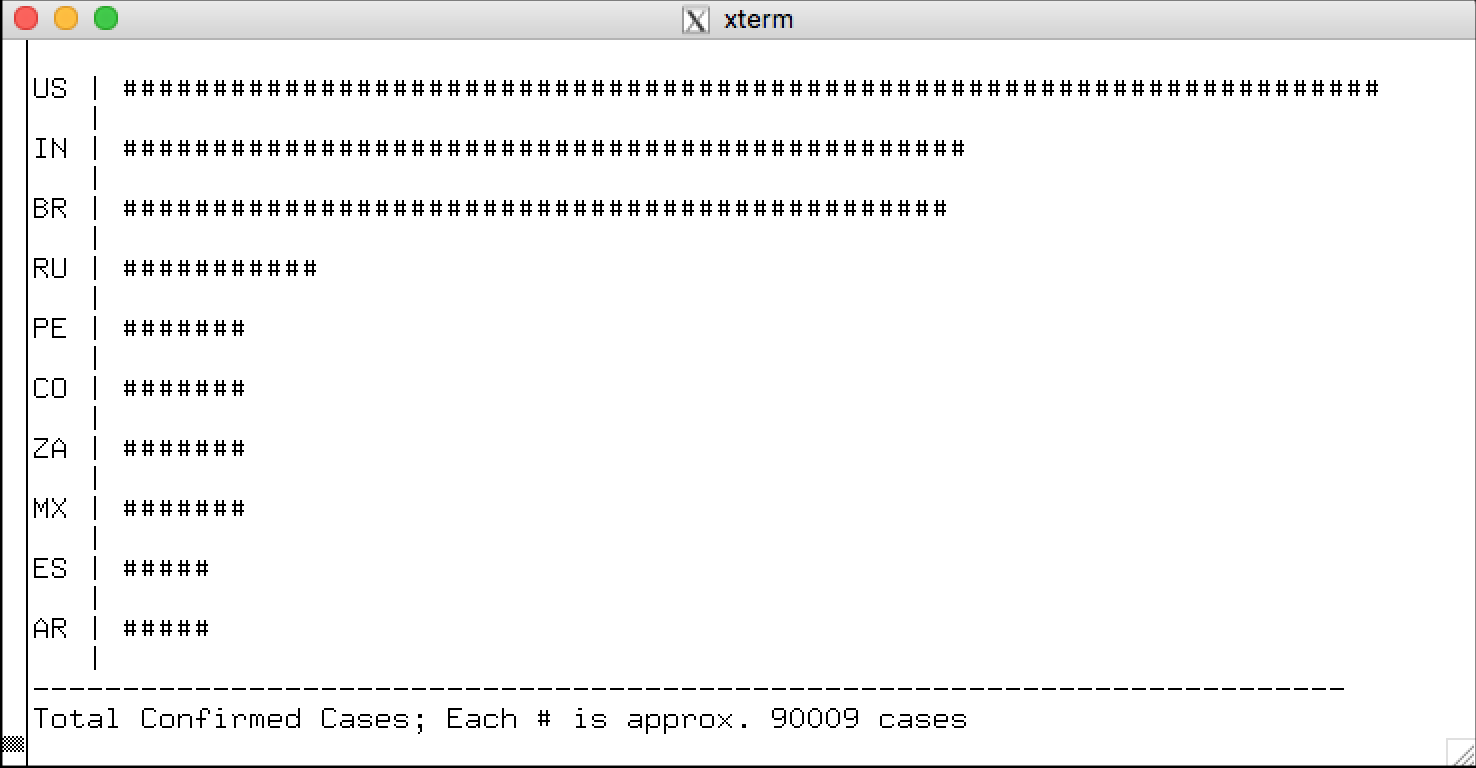 xterm
US | ######################################################################
|
IN | ###############################################
|
BR | ##############################################
|
RU | ###########
|
PE | #######
|
CO | #######
|
ZA | #######
|
MX | #######
|
ES | #####
|
AR | #####
|
-------------------------------------------------------------------------
Total Confirmed Cases; Each # is approx. 90009 cases